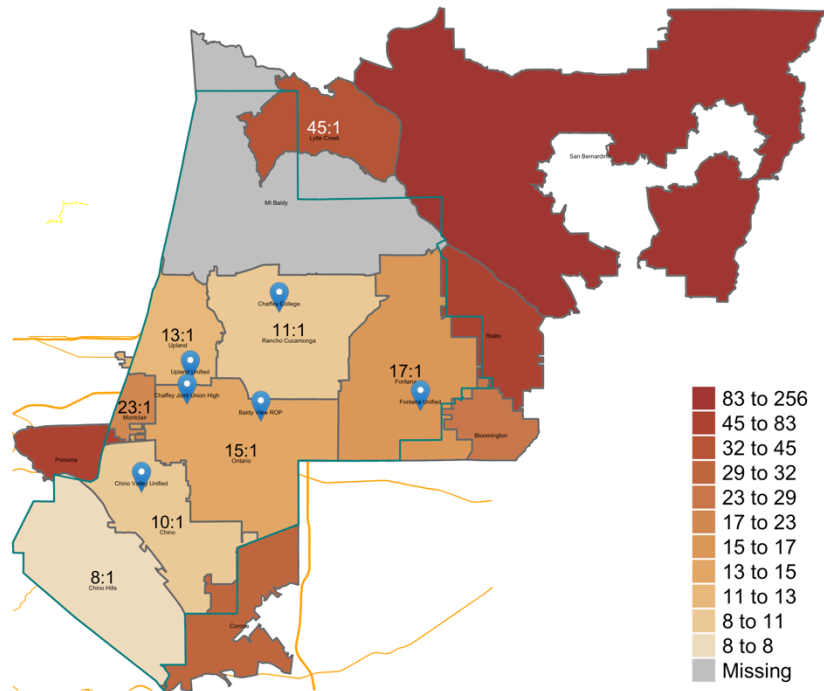 45:1
Lytle Creek
San Bernardino
Mt Baldy
Chaffey College
11:1
Rancho Cucamonga
13:1
Upland
Upland Unified
Rialto
17:1
Fontana
Fontana Unified
Chaffey Joint Union High
23:1
Montclair
Baldy View ROP
Bloomington
15:1
Ontario
Pomona
Chino Valley Unified
10:1
Chino
8:1
Chino Hills
Corona
83 to 256
45 to 83
32 to 45
29 to 32
23 to 29
17 to 23
15 to 17
13 to 15
11 to 13
8 to 11
8 to 8
Missing